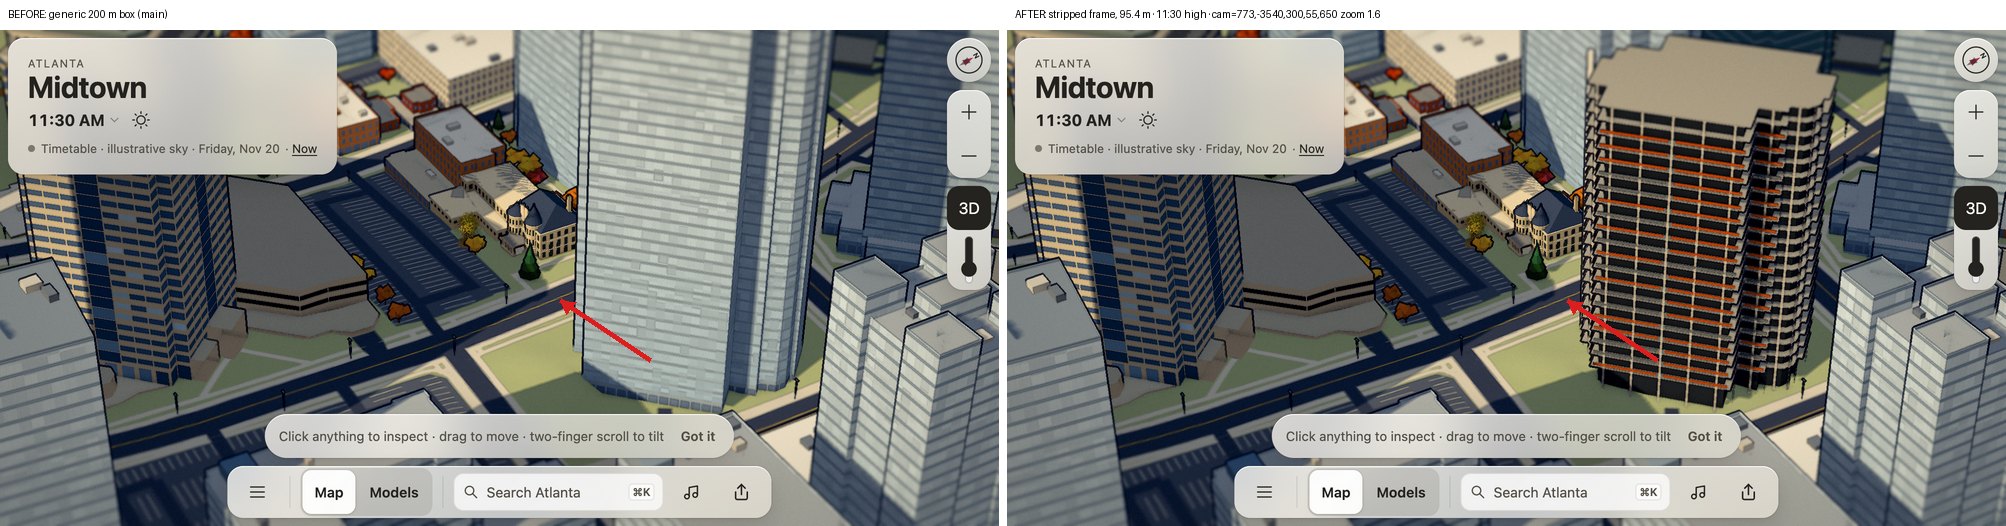 BEFORE: generic 200 m box (main)
ATLANTA
Midtown
11:30 AM
Timetable · illustrative sky · Friday, Nov 20 · Now
3D
Click anything to inspect · drag to move · two-finger scroll to tilt Got it
Map Models Search Atlanta ⌘K
AFTER: stripped frame, 95.4 m · 11:30 high · cam=773,-3540,300,55,650 zoom 1.6
ATLANTA
Midtown
11:30 AM
Timetable · illustrative sky · Friday, Nov 20 · Now
3D
Click anything to inspect · drag to move · two-finger scroll to tilt Got it
Map Models Search Atlanta ⌘K